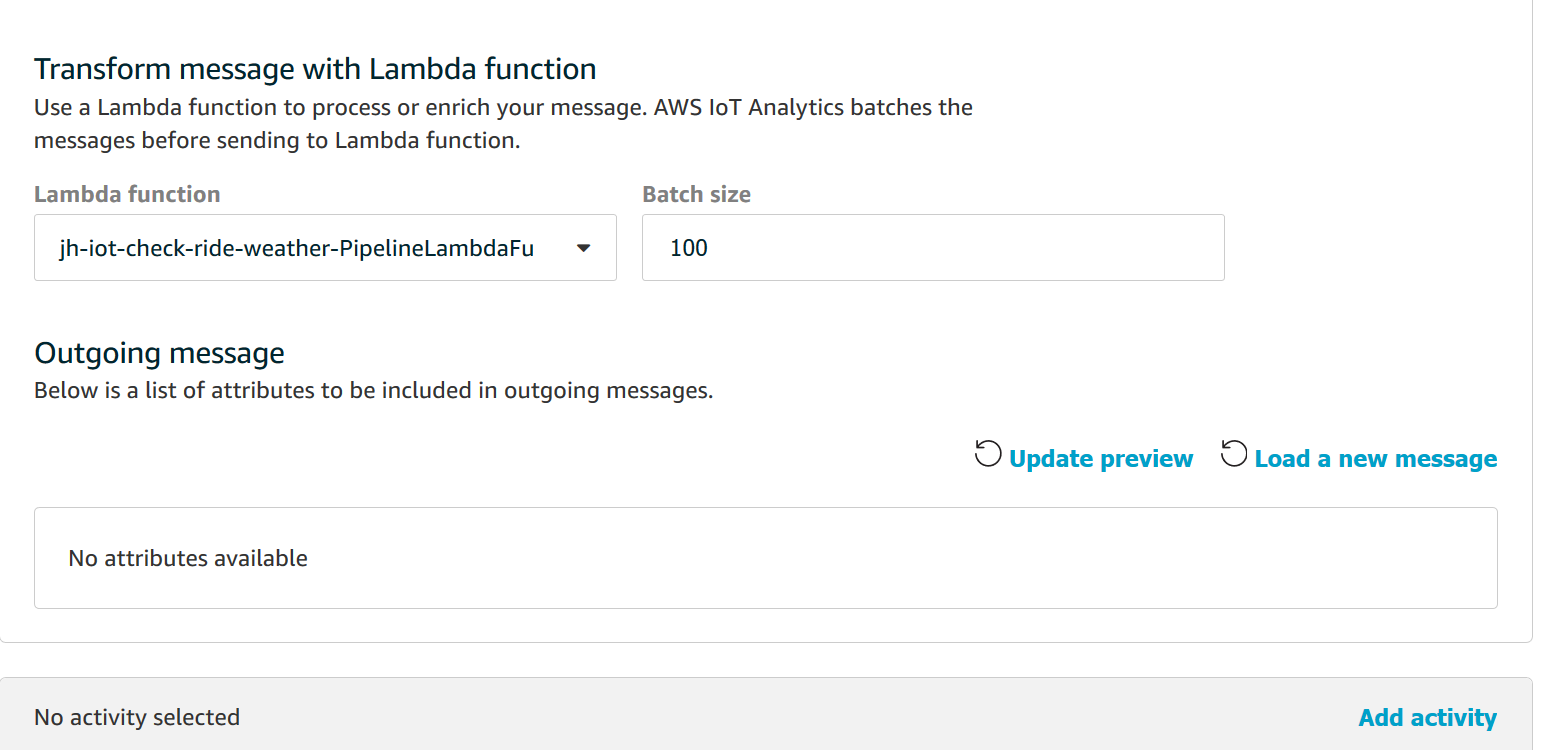 Transform message with Lambda function
Use a Lambda function to process or enrich your message. AWS IoT Analytics batches the
messages before sending to Lambda function.
Lambda function
Batch size
jh-iot-check-ride-weather-PipelineLambdaFu
100
Outgoing message
Below is a list of attributes to be included in outgoing messages.
Update preview
Load a new message
No attributes available
No activity selected
Add activity